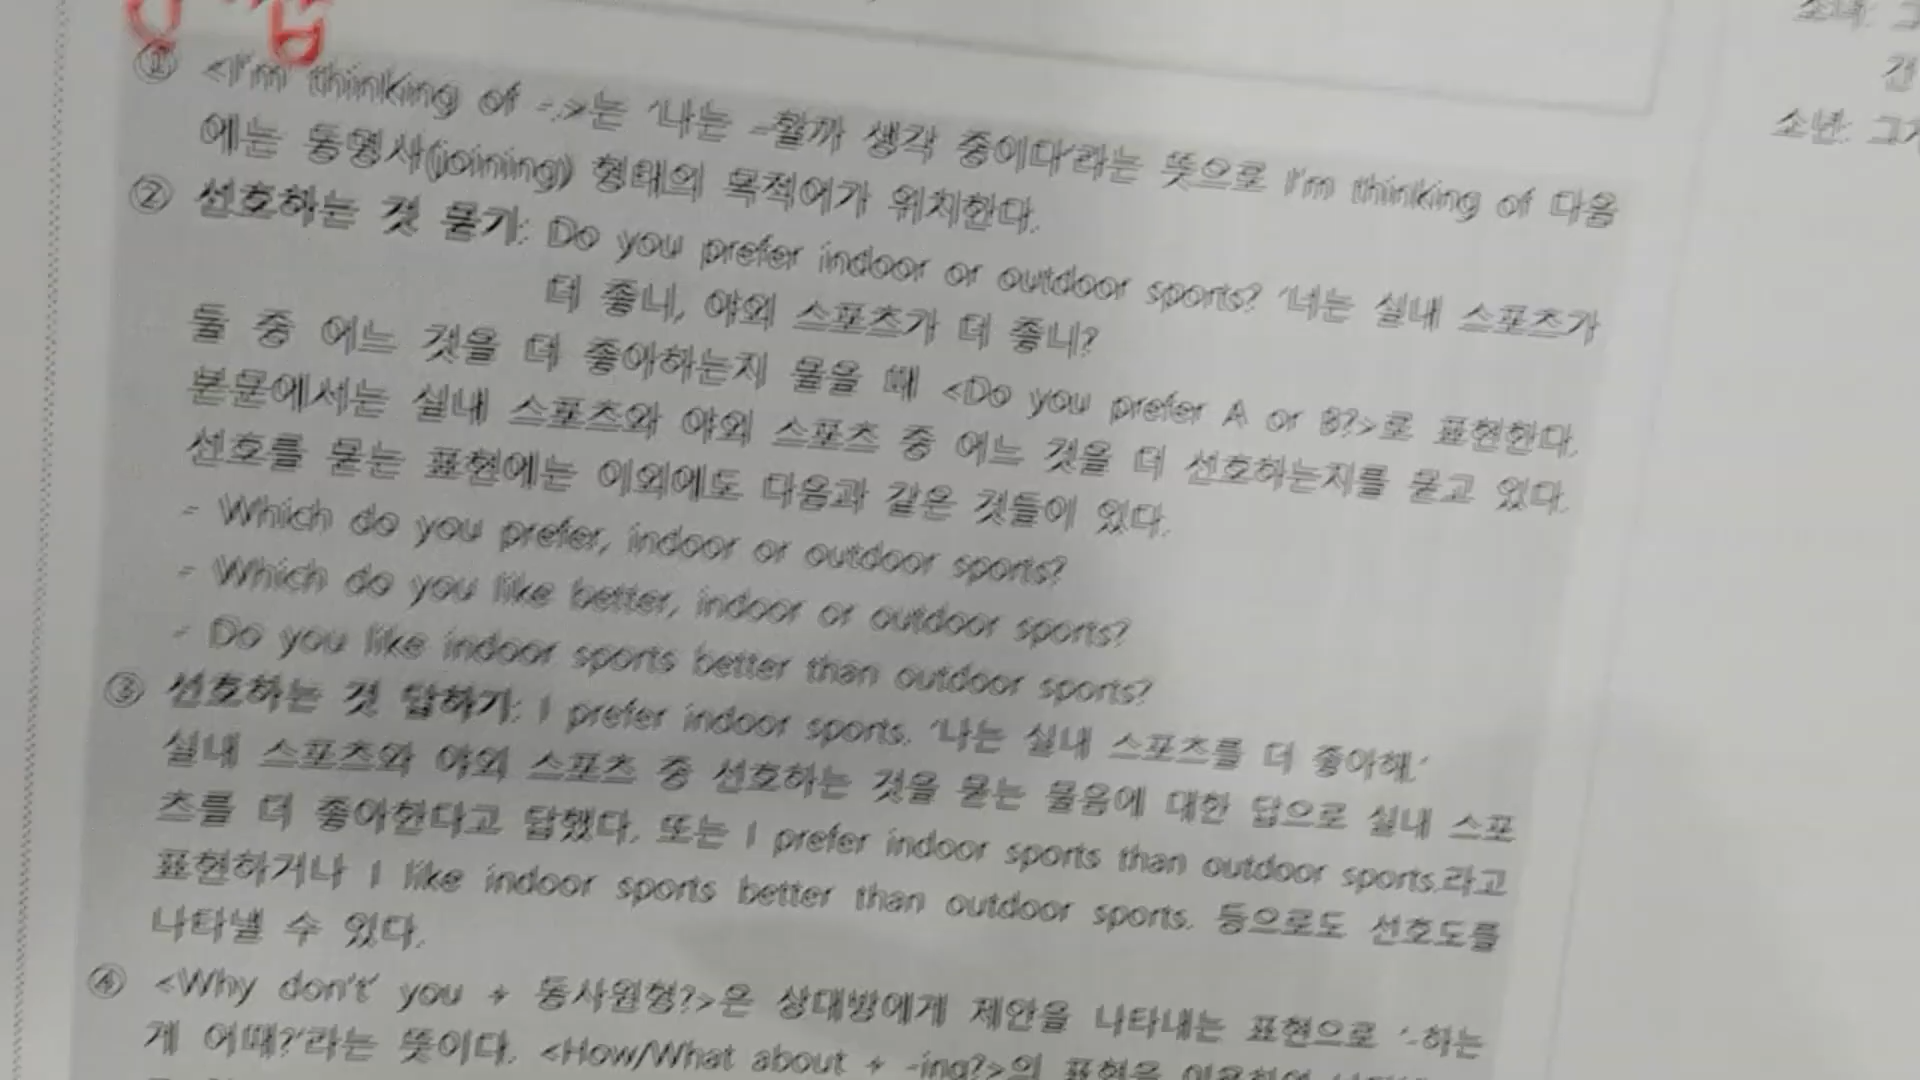 ① <I'm thinking of ~.>는 '나는 ~할까 생각 중이다'라는 뜻으로 I'm thinking of 다음
에는 동명사(joining) 형태의 목적어가 위치한다.
② 선호하는 것 묻기: Do you prefer indoor or outdoor sports? '너는 실내 스포츠가
더 좋니, 야외 스포츠가 더 좋니?
둘 중 어느 것을 더 좋아하는지 물을 때 <Do you prefer A or B?>로 표현한다.
본문에서는 실내 스포츠와 야외 스포츠 중 어느 것을 더 선호하는지를 묻고 있다.
선호를 묻는 표현에는 이외에도 다음과 같은 것들이 있다.
- Which do you prefer, indoor or outdoor sports?
- Which do you like better, indoor or outdoor sports?
- Do you like indoor sports better than outdoor sports?
③ 선호하는 것 답하기: I prefer indoor sports. '나는 실내 스포츠를 더 좋아해.'
실내 스포츠와 야외 스포츠 중 선호하는 것을 묻는 물음에 대한 답으로 실내 스포
츠를 더 좋아한다고 답했다. 또는 I prefer indoor sports than outdoor sports.라고
표현하거나 I like indoor sports better than outdoor sports. 등으로도 선호도를
나타낼 수 있다.
④ <Why don't you + 동사원형?>은 상대방에게 제안을 나타내는 표현으로 '~하는
게 어때?'라는 뜻이다. <How/What about + -ing?>의 표현을
소년: 그